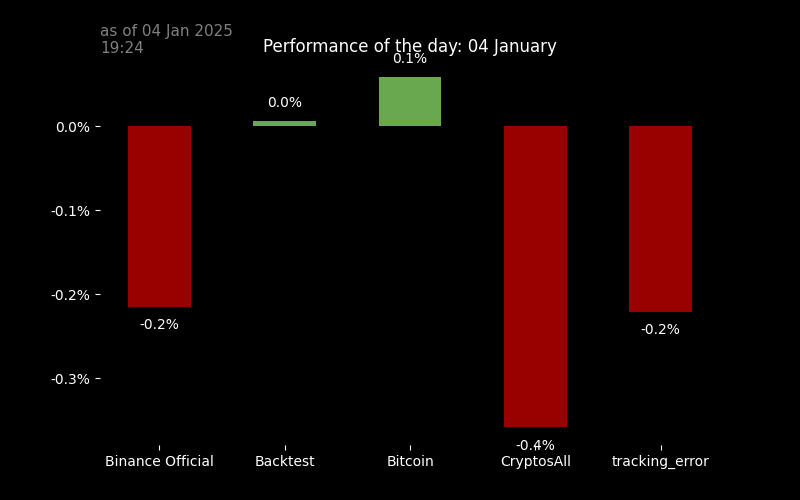 as of 04 Jan 2025
19:24
Performance of the day: 04 January
0.1%
0.0%
0.0%
-0.1%
-0.2%
-0.3%
-0.2%
-0.2%
-0.4%
Binance Official
Backtest
Bitcoin
CryptosAll
tracking_error